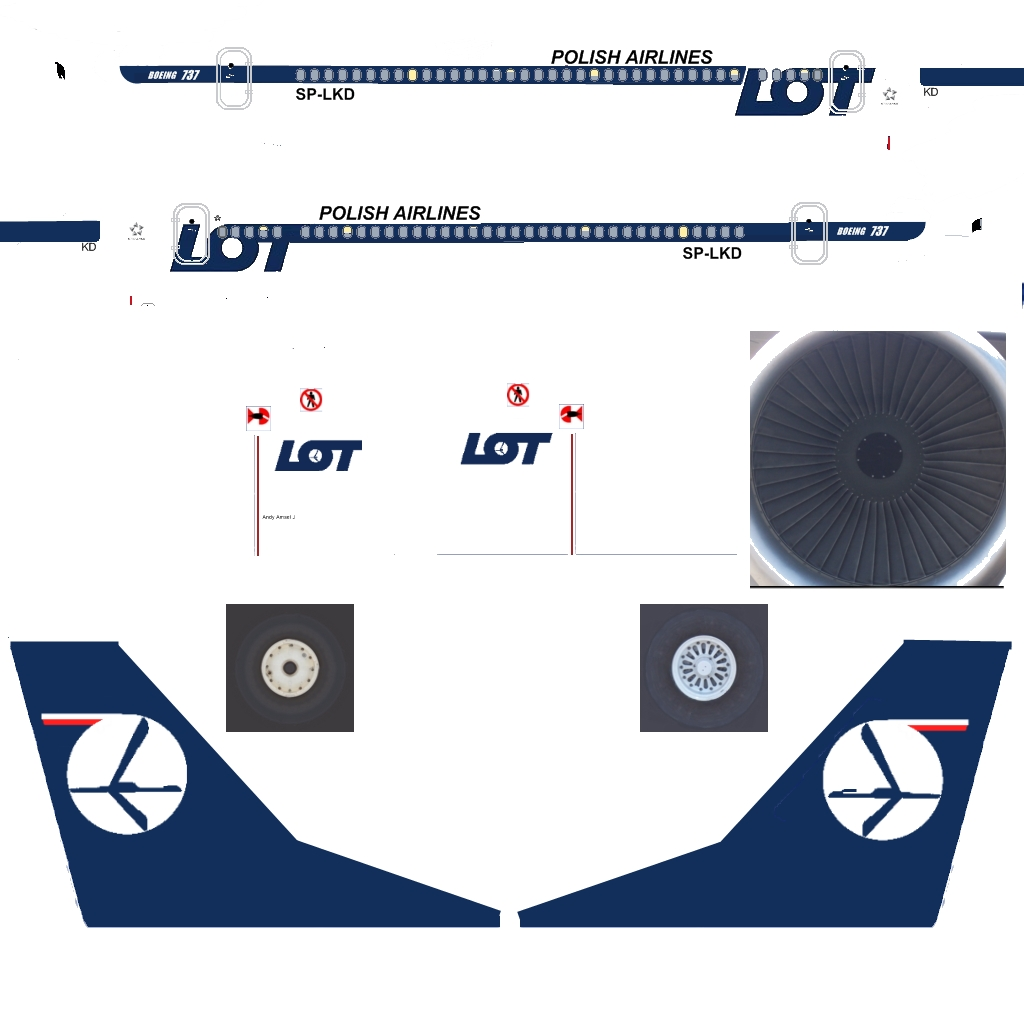 POLISH AIRLINES
BOEING 737
LOT
SP-LKD
KD
POLISH AIRLINES
KD
LOT
BOEING 737
SP-LKD
LOT
LOT
Andy Ainsel J